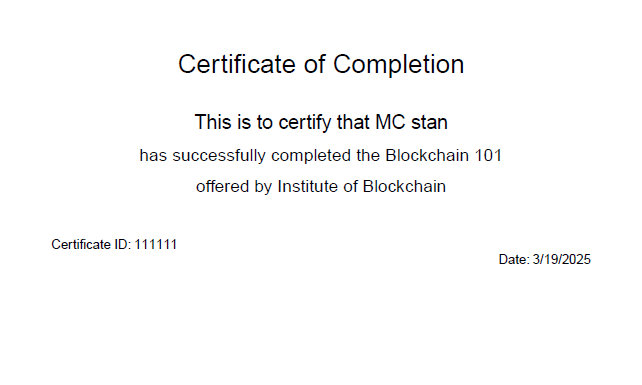 Certificate of Completion
This is to certify that MC stan
has successfully completed the Blockchain 101
offered by Institute of Blockchain
Certificate ID: 111111
Date: 3/19/2025